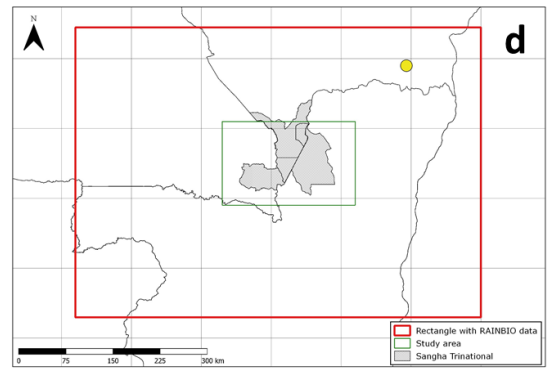 N
d
Rectangle with RAINBIO data
Study area
Sangha Trinational
0 75 150 225 300 km